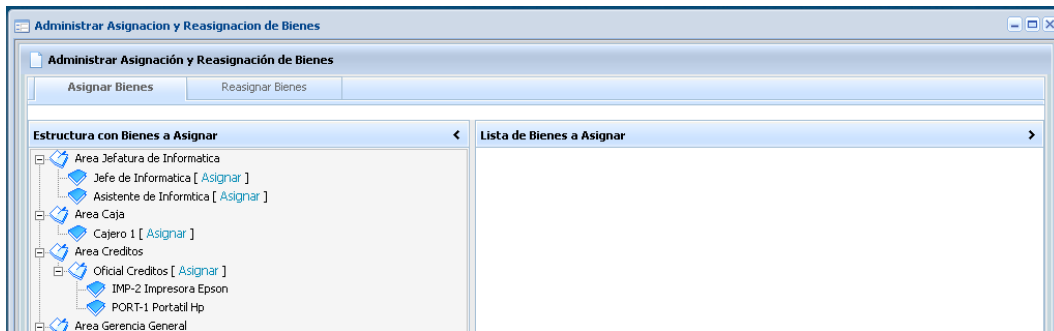 Administrar Asignacion y Reasignacion de Bienes
Administrar Asignación y Reasignación de Bienes
Asignar Bienes Reasignar Bienes
Estructura con Bienes a Asignar Lista de Bienes a Asignar
Area Jefatura de Informatica
Jefe de Informatica [ Asignar ]
Asistente de Informtica [ Asignar ]
Area Caja
Cajero 1 [ Asignar ]
Area Creditos
Oficial Creditos [ Asignar ]
IMP-2 Impresora Epson
PORT-1 Portatil Hp
Area Gerencia General